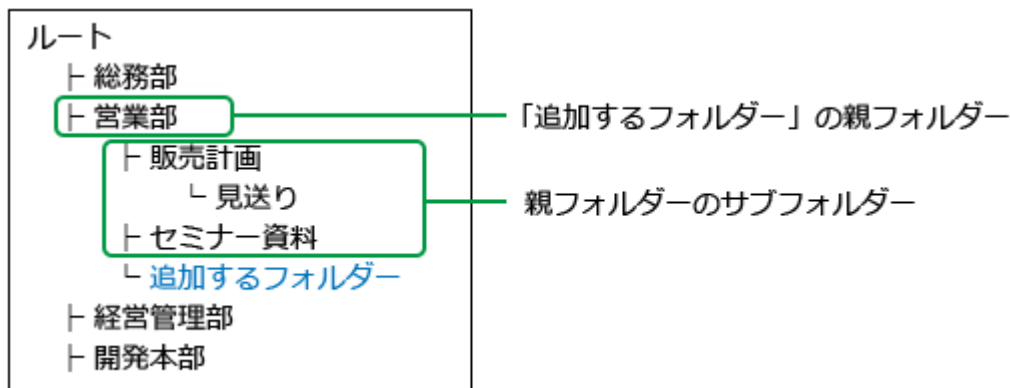 ルート
├ 総務部
├ 営業部
「追加するフォルダー」の親フォルダー
├ 販売計画
└ 見送り
親フォルダーのサブフォルダー
├ セミナー資料
└ 追加するフォルダー
├ 経営管理部
├ 開発本部